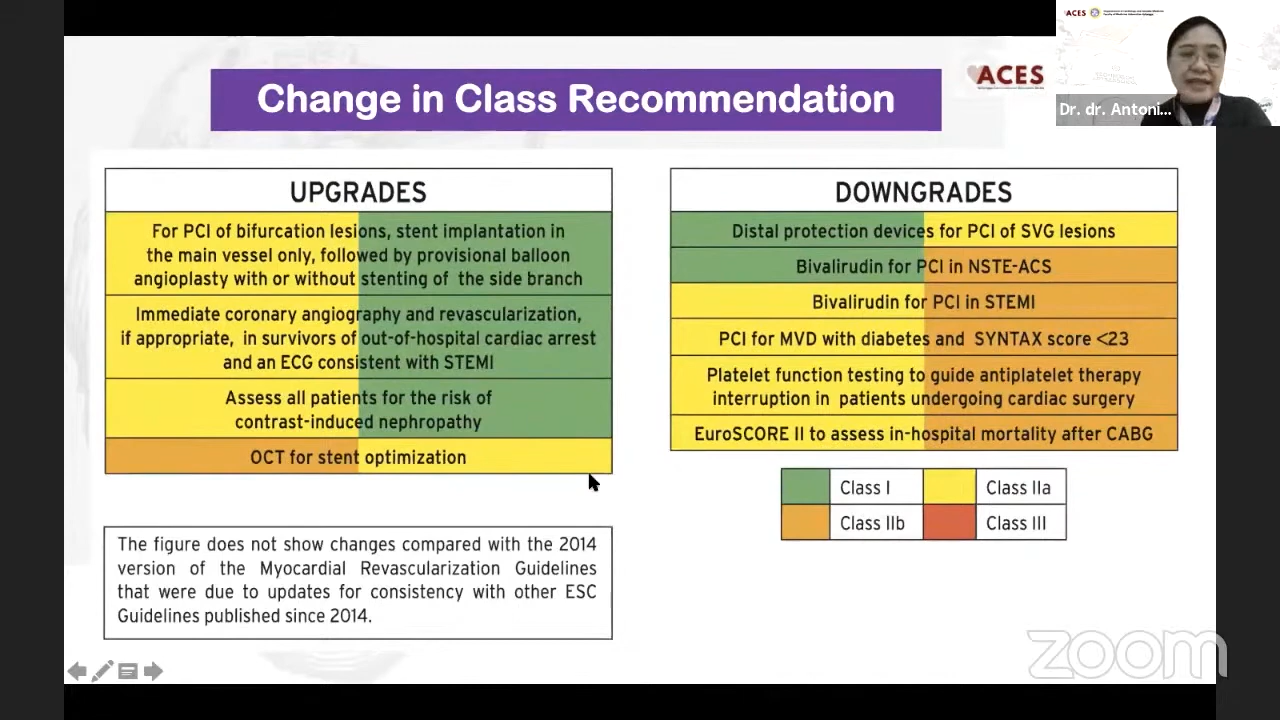 ACES
Change in Class Recommendation
ACES
Dr. dr. Antoni...
UPGRADES
For PCI of bifurcation lesions, stent implantation in
the main vessel only, followed by provisional balloon
angioplasty with or without stenting of the side branch
Immediate coronary angiography and revascularization,
if appropriate, in survivors of out-of-hospital cardiac arrest
and an ECG consistent with STEMI
Assess all patients for the risk of
contrast-induced nephropathy
OCT for stent optimization
DOWNGRADES
Distal protection devices for PCI of SVG lesions
Bivalirudin for PCI in NSTE-ACS
Bivalirudin for PCI in STEMI
PCI for MVD with diabetes and SYNTAX score <23
Platelet function testing to guide antiplatelet therapy
interruption in patients undergoing cardiac surgery
EuroSCORE II to assess in-hospital mortality after CABG
Class I
Class IIa
Class IIb
Class III
The figure does not show changes compared with the 2014
version of the Myocardial Revascularization Guidelines
that were due to updates for consistency with other ESC
Guidelines published since 2014.
zoom